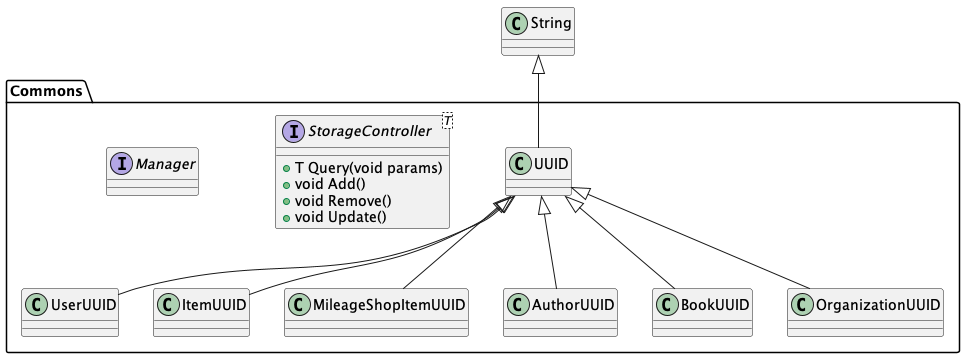 C String
Commons
I StorageController T
I Manager
C UUID
T Query(void params)
void Add()
void Remove()
void Update()
C UserUUID
C ItemUUID
C MileageShopItemUUID
C AuthorUUID
C BookUUID
C OrganizationUUID